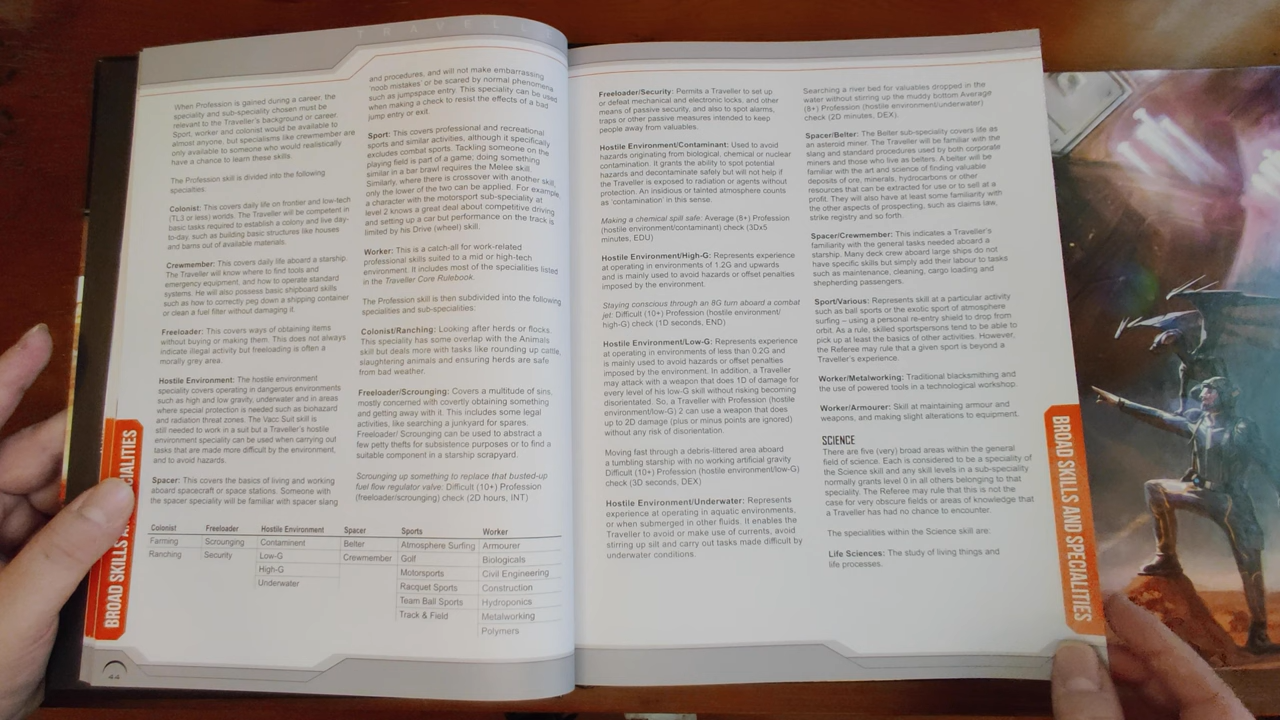 TRAVELL
When Profession is gained during a career, the
speciality and sub-speciality chosen must be
relevant to the Traveller's background or career.
Sport, worker and colonist would be available to
almost anyone, but specialties like crewmember are
only available to someone who would realistically
have a chance to learn these skills.
The Profession skill is divided into the following
specialties:
Colonist: This covers daily life on frontier and low-tech
(TL3 or less) worlds. The Traveller will be competent in
basic tasks required to establish a colony and live day-
to-day, such as building basic structures like houses
and barns out of available materials.
Crewmember: This covers daily life aboard a starship.
The Traveller will know where to find tools and
emergency equipment, and how to operate standard
systems. He will also possess basic shipboard skills
such as how to correctly peg down a shipping container
or clean a fuel filter without damaging it.
Freeloader: This covers ways of obtaining items
without buying or making them. This does not always
indicate illegal activity but freeloading is often a
morally grey area.
Hostile Environment: The hostile environment
speciality covers operating in dangerous environments
such as high and low gravity, underwater and in areas
where special protection is needed such as biohazard
and radiation threat zones. The Vacc Suit skill is
still needed to work in a suit but a Traveller's hostile
environment speciality can be used when carrying out
tasks that are made more difficult by the environment,
and to avoid hazards.
Spacer: This covers the basics of living and working
aboard spacecraft or space stations. Someone with
the spacer speciality will be familiar with spacer slang
and procedures, and will not make embarrassing
'noob mistakes' or be scared by normal phenomena
such as jumpspace entry. This speciality can be used
when making a check to resist the effects of a bad
jump entry or exit.
Sport: This covers professional and recreational
sports and similar activities, although it specifically
excludes combat sports. Tackling someone on the
playing field is part of a game; doing something
similar in a bar brawl requires the Melee skill.
Similarly, where there is crossover with another skill,
only the lower of the two can be applied. For example,
a character with the motorsport sub-speciality at
level 2 knows a great deal about competitive driving
and setting up a car but performance on the track is
limited by his Drive (wheel) skill.
Worker: This is a catch-all for work-related
professional skills suited to a mid or high-tech
environment. It includes most of the specialities listed
in the Traveller Core Rulebook.
The Profession skill is then subdivided into the following
specialities and sub-specialities.
Colonist/Ranching: Looking after herds or flocks.
This speciality has some overlap with the Animals
skill but deals more with tasks like rounding up cattle,
slaughtering animals and ensuring herds are safe
from bad weather.
Freeloader/Scrounging: Covers a multitude of sins,
mostly concerned with covertly obtaining something
and getting away with it. This includes some legal
activities, like searching a junkyard for spares.
Freeloader/ Scrounging can be used to abstract a
few petty thefts for subsistence purposes or to find a
suitable component in a starship scrapyard.
Scrounging up something to replace that busted-up
fuel flow regulator valve: Difficult (10+) Profession
(freeloader/scrounging) check (2D hours, INT)
Colonist Freeloader Hostile Environment Spacer Sports Worker
Farming Scrounging Contaminent Belter Atmosphere Surfing Armourer
Ranching Security Low-G Crewmember Golf Biologicals
High-G Motorsports Civil Engineering
Underwater Racquet Sports Construction
Team Ball Sports Hydroponics
Track & Field Metalworking
Polymers
44
BROAD SKILLS A CIALITIES
Freeloader/Security: Permits a Traveller to set up
or defeat mechanical and electronic locks, and other
means of passive security, and also to spot alarms,
traps or other passive measures intended to keep
people away from valuables.
Hostile Environment/Contaminant: Used to avoid
hazards originating from biological, chemical or nuclear
contamination. It grants the ability to spot potential
hazards and decontaminate safely but will not help if
the Traveller is exposed to radiation or agents without
protection. An insidious or tainted atmosphere counts
as 'contamination' in this sense.
Making a chemical spill safe: Average (8+) Profession
(hostile environment/contaminant) check (3Dx5
minutes, EDU)
Hostile Environment/High-G: Represents experience
at operating in environments of 1.2G and upwards
and is mainly used to avoid hazards or offset penalties
imposed by the environment.
Staying conscious through an 8G turn aboard a combat
jet: Difficult (10+) Profession (hostile environment/
high-G) check (1D seconds, END)
Hostile Environment/Low-G: Represents experience
at operating in environments of less than 0.2G and
is mainly used to avoid hazards or offset penalties
imposed by the environment. In addition, a Traveller
may attack with a weapon that does 1D of damage for
every level of his low-G skill without risking becoming
disorientated. So, a Traveller with Profession (hostile
environment/low-G) 2 can use a weapon that does
up to 2D damage (plus or minus points are ignored)
without any risk of disorientation.
Moving fast through a debris-littered area aboard
a tumbling starship with no working artificial gravity
Difficult (10+) Profession (hostile environment/low-G)
check (3D seconds, DEX)
Hostile Environment/Underwater: Represents
experience at operating in aquatic environments,
or when submerged in other fluids. It enables the
Traveller to avoid or make use of currents, avoid
stirring up silt and carry out tasks made difficult by
underwater conditions.
Searching a river bed for valuables dropped in the
water without stirring up the muddy bottom Average
(8+) Profession (hostile environment/underwater)
check (2D minutes, DEX).
Spacer/Belter: The Belter sub-speciality covers life as
an asteroid miner. The Traveller will be familiar with the
slang and standard procedures used by both corporate
miners and those who live as belters. A belter will be
familiar with the art and science of finding valuable
deposits of ore, minerals, hydrocarbons or other
resources that can be extracted for use or to sell at a
profit. They will also have at least some familiarity with
the other aspects of prospecting, such as claims law,
strike registry and so forth.
Spacer/Crewmember: This indicates a Traveller's
familiarity with the general tasks needed aboard a
starship. Many deck crew aboard large ships do not
have specific skills but simply add their labour to tasks
such as maintenance, cleaning, cargo loading and
shepherding passengers.
Sport/Various: Represents skill at a particular activity
such as ball sports or the exotic sport of atmosphere
surfing – using a personal re-entry shield to drop from
orbit. As a rule, skilled sportspersons tend to be able to
pick up at least the basics of other activities. However,
the Referee may rule that a given sport is beyond a
Traveller's experience.
Worker/Metalworking: Traditional blacksmithing and
the use of powered tools in a technological workshop.
Worker/Armourer: Skill at maintaining armour and
weapons, and making slight alterations to equipment.
SCIENCE
There are five (very) broad areas within the general
field of science. Each is considered to be a speciality of
the Science skill and any skill levels in a sub-speciality
normally grants level 0 in all others belonging to that
speciality. The Referee may rule that this is not the
case for very obscure fields or areas of knowledge that
a Traveller has had no chance to encounter.
The specialities within the Science skill are:
Life Sciences: The study of living things and
life processes.
BROAD SKILLS AND SPECIALITIES